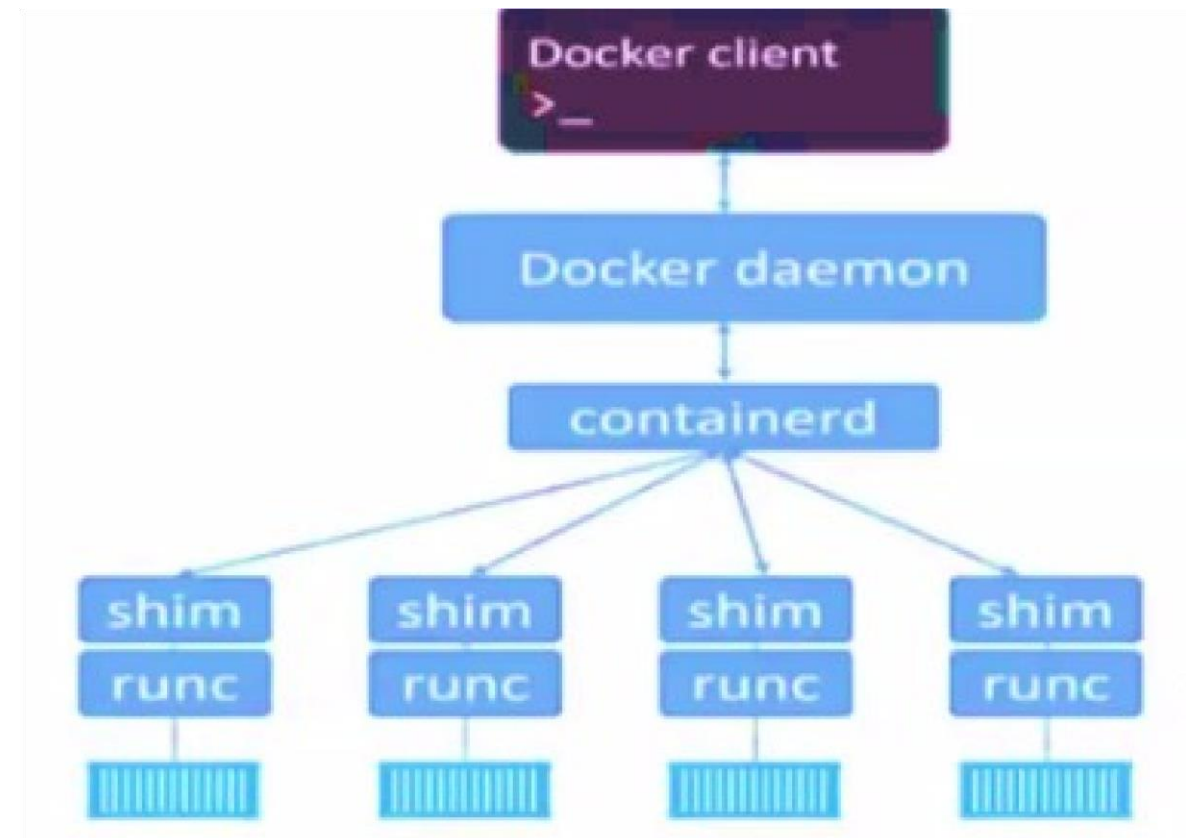 Docker client
>_
Docker daemon
containerd
shim shim shim shim
runc runc runc runc